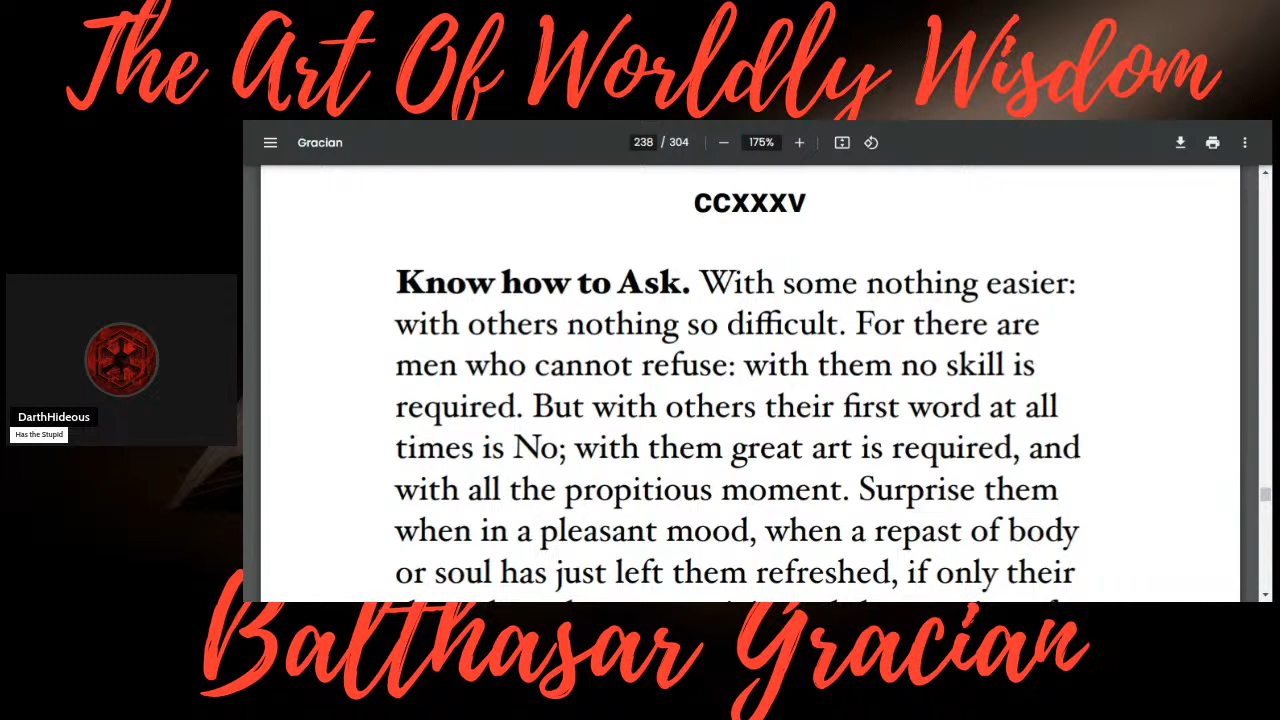 The Art Of Worldly Wisdom
Gracian
238 / 304
175%
CCXXXV
Know how to Ask. With some nothing easier:
with others nothing so difficult. For there are
men who cannot refuse: with them no skill is
required. But with others their first word at all
times is No; with them great art is required, and
with all the propitious moment. Surprise them
when in a pleasant mood, when a repast of body
or soul has just left them refreshed, if only their
DarthHideous
Has the Stupid
Balthasar Gracian